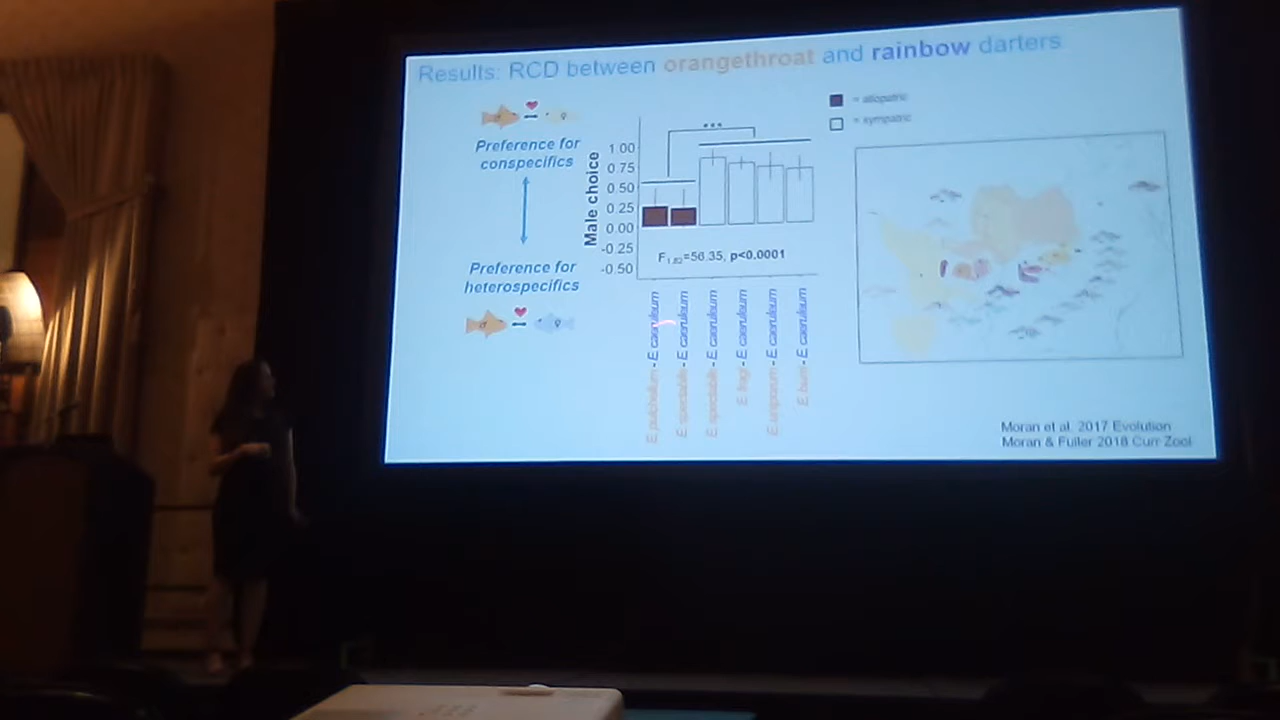 Results: RCD between orangethroat and rainbow darters
Preference for
conspecifics
Preference for
heterospecifics
Male choice
1.00
0.75
0.50
0.25
0.00
-0.25
-0.50
***
F1,82=56.35, p<0.0001
E. pulchellum - E. caeruleum
E. spectabile - E. caeruleum
E. spectabile - E. caeruleum
E. fragi - E. caeruleum
E. uniporum - E. caeruleum
E. burri - E. caeruleum
= allopatric
= sympatric
Moran et al. 2017 Evolution
Moran & Fuller 2018 Curr Zool